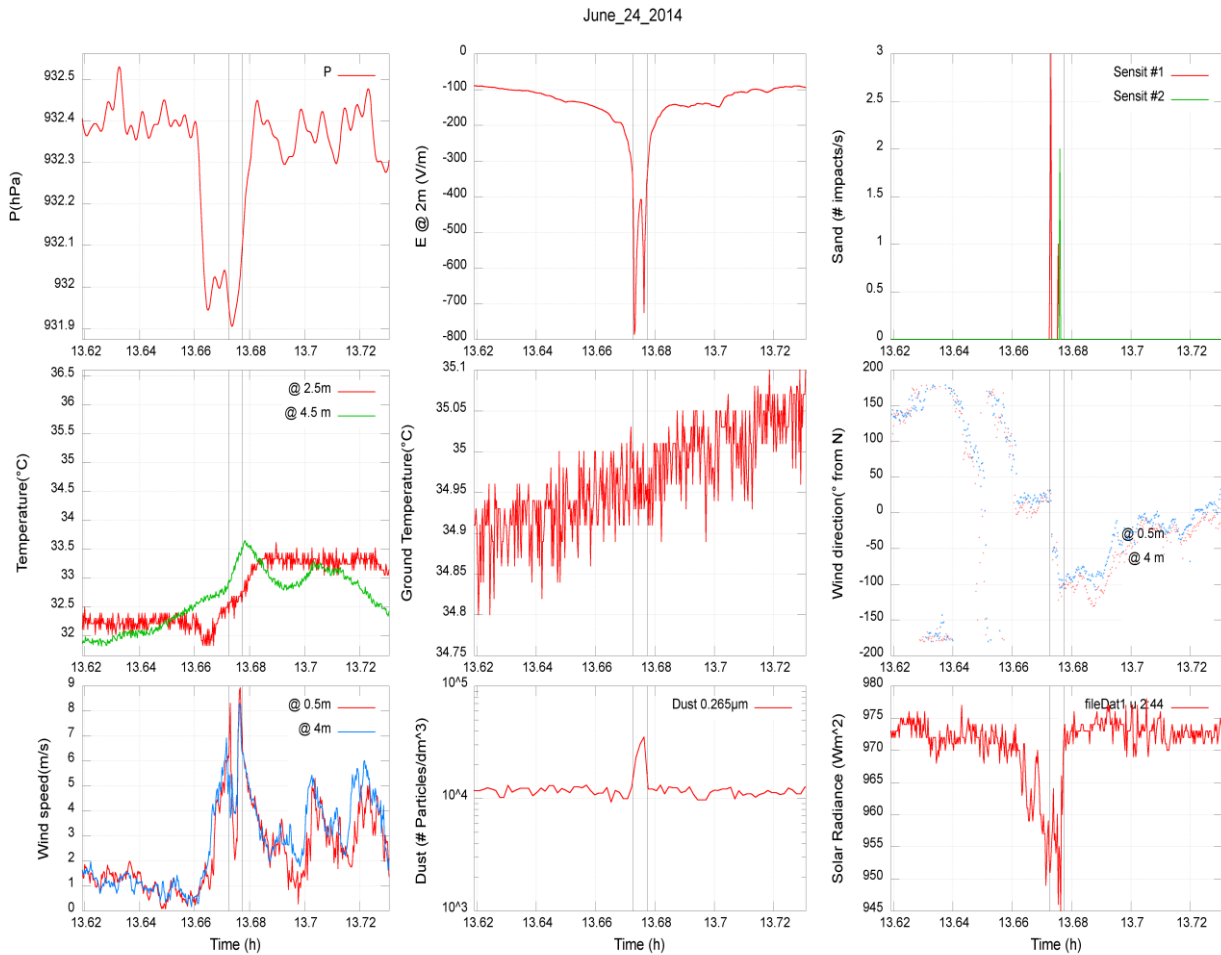 June_24_2014
P
932.5
932.4
932.3
932.2
932.1
932
931.9
P(hPa)
13.62 13.64 13.66 13.68 13.7 13.72
0
-100
-200
-300
-400
-500
-600
-700
-800
E @ 2m (V/m)
13.62 13.64 13.66 13.68 13.7 13.72
Sensit #1
Sensit #2
3
2.5
2
1.5
1
0.5
0
Sand (# impacts/s)
13.62 13.64 13.66 13.68 13.7 13.72
@ 2.5m
@ 4.5 m
36.5
36
35.5
35
34.5
34
33.5
33
32.5
32
Temperature(°C)
13.62 13.64 13.66 13.68 13.7 13.72
35.1
35.05
35
34.95
34.9
34.85
34.8
34.75
Ground Temperature(°C)
13.62 13.64 13.66 13.68 13.7 13.72
200
150
100
50
0
-50
-100
-150
-200
Wind direction(° from N)
@ 0.5m
@ 4 m
13.62 13.64 13.66 13.68 13.7 13.72
@ 0.5m
@ 4m
9
8
7
6
5
4
3
2
1
0
Wind speed(m/s)
13.62 13.64 13.66 13.68 13.7 13.72
Time (h)
Dust 0.265µm
10^5
10^4
10^3
Dust (# Particles/dm^3)
13.62 13.64 13.66 13.68 13.7 13.72
Time (h)
fileDat1 u 2:44
980
975
970
965
960
955
950
945
Solar Radiance (Wm^2)
13.62 13.64 13.66 13.68 13.7 13.72
Time (h)